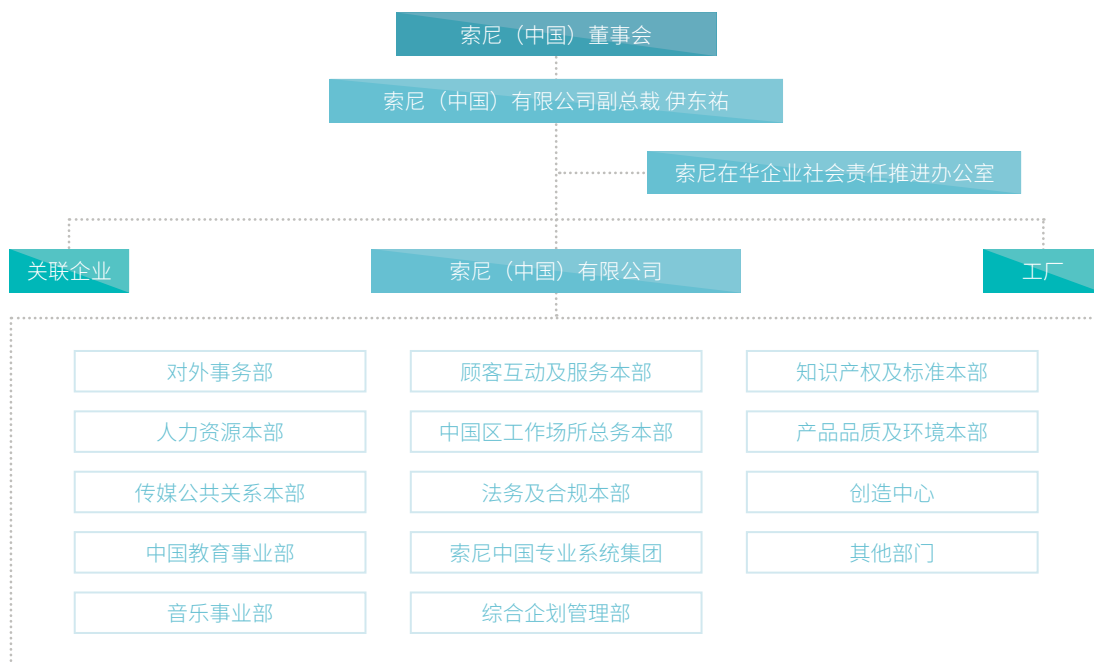 索尼（中国）董事会
索尼（中国）有限公司副总裁 伊东祐
索尼在华企业社会责任推进办公室
关联企业
索尼（中国）有限公司
工厂
对外事务部
顾客互动及服务本部
知识产权及标准本部
人力资源本部
中国区工作场所总务本部
产品品质及环境本部
传媒公共关系本部
法务及合规本部
创造中心
中国教育事业部
索尼中国专业系统集团
其他部门
音乐事业部
综合企划管理部